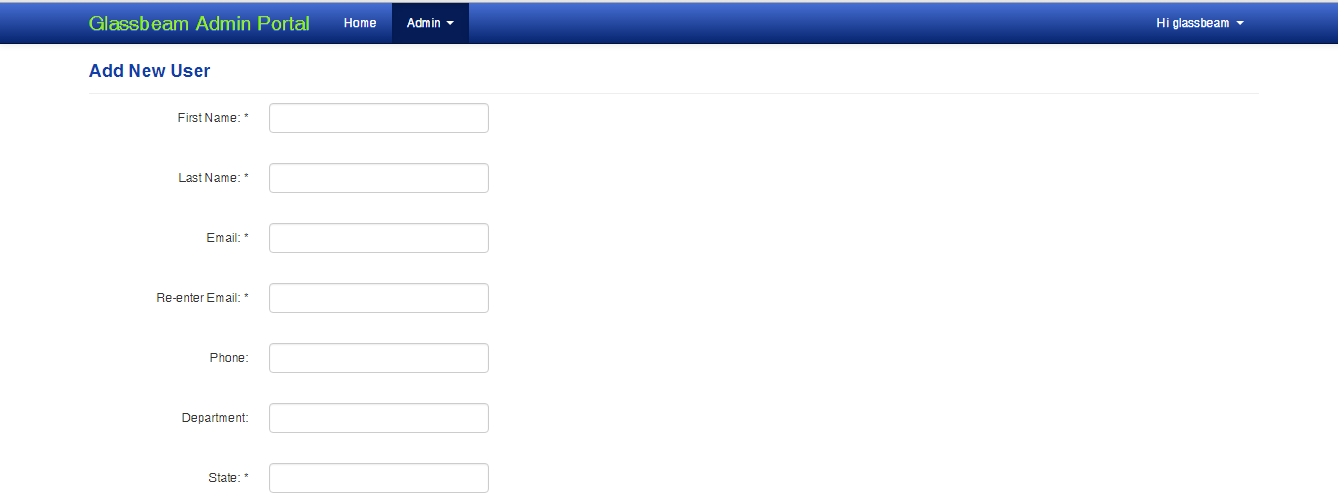 Glassbeam Admin Portal Home Admin Hi glassbeam
Add New User
First Name: *
Last Name: *
Email: *
Re-enter Email: *
Phone:
Department:
State: *